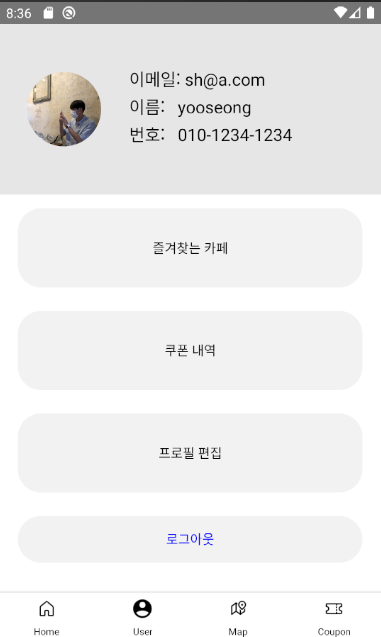 8:36
이메일: sh@a.com
이름: yooseong
번호: 010-1234-1234
즐겨찾는 카페
쿠폰 내역
프로필 편집
로그아웃
Home User Map Coupon